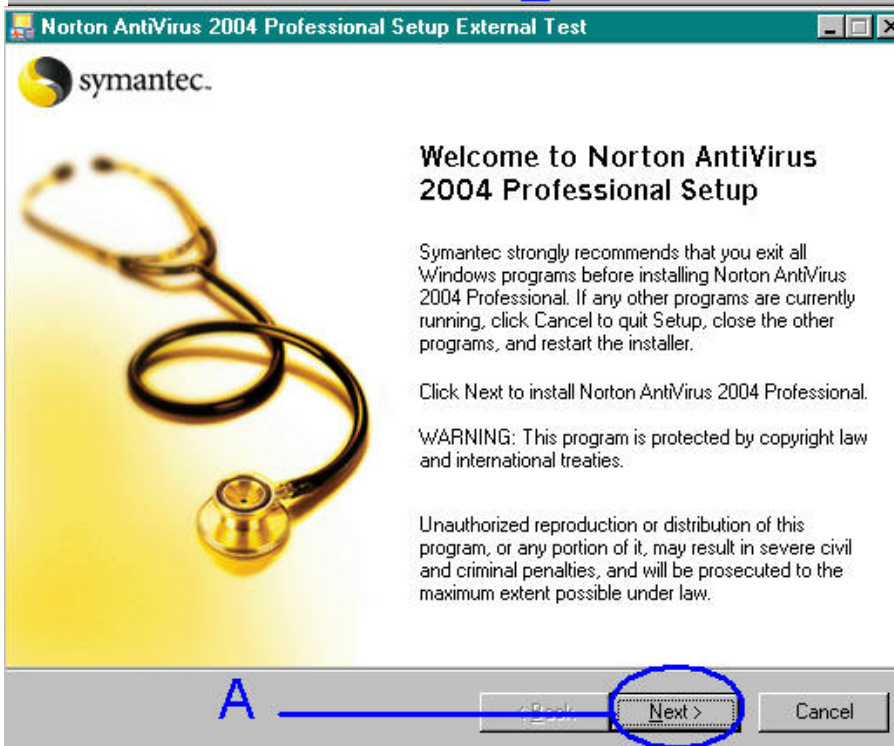 Norton AntiVirus 2004 Professional Setup External Test
symantec.
Welcome to Norton AntiVirus
2004 Professional Setup
Symantec strongly recommends that you exit all
Windows programs before installing Norton AntiVirus
2004 Professional. If any other programs are currently
running, click Cancel to quit Setup, close the other
programs, and restart the installer.
Click Next to install Norton AntiVirus 2004 Professional.
WARNING: This program is protected by copyright law
and international treaties.
Unauthorized reproduction or distribution of this
program, or any portion of it, may result in severe civil
and criminal penalties, and will be prosecuted to the
maximum extent possible under law.
A < Back Next > Cancel